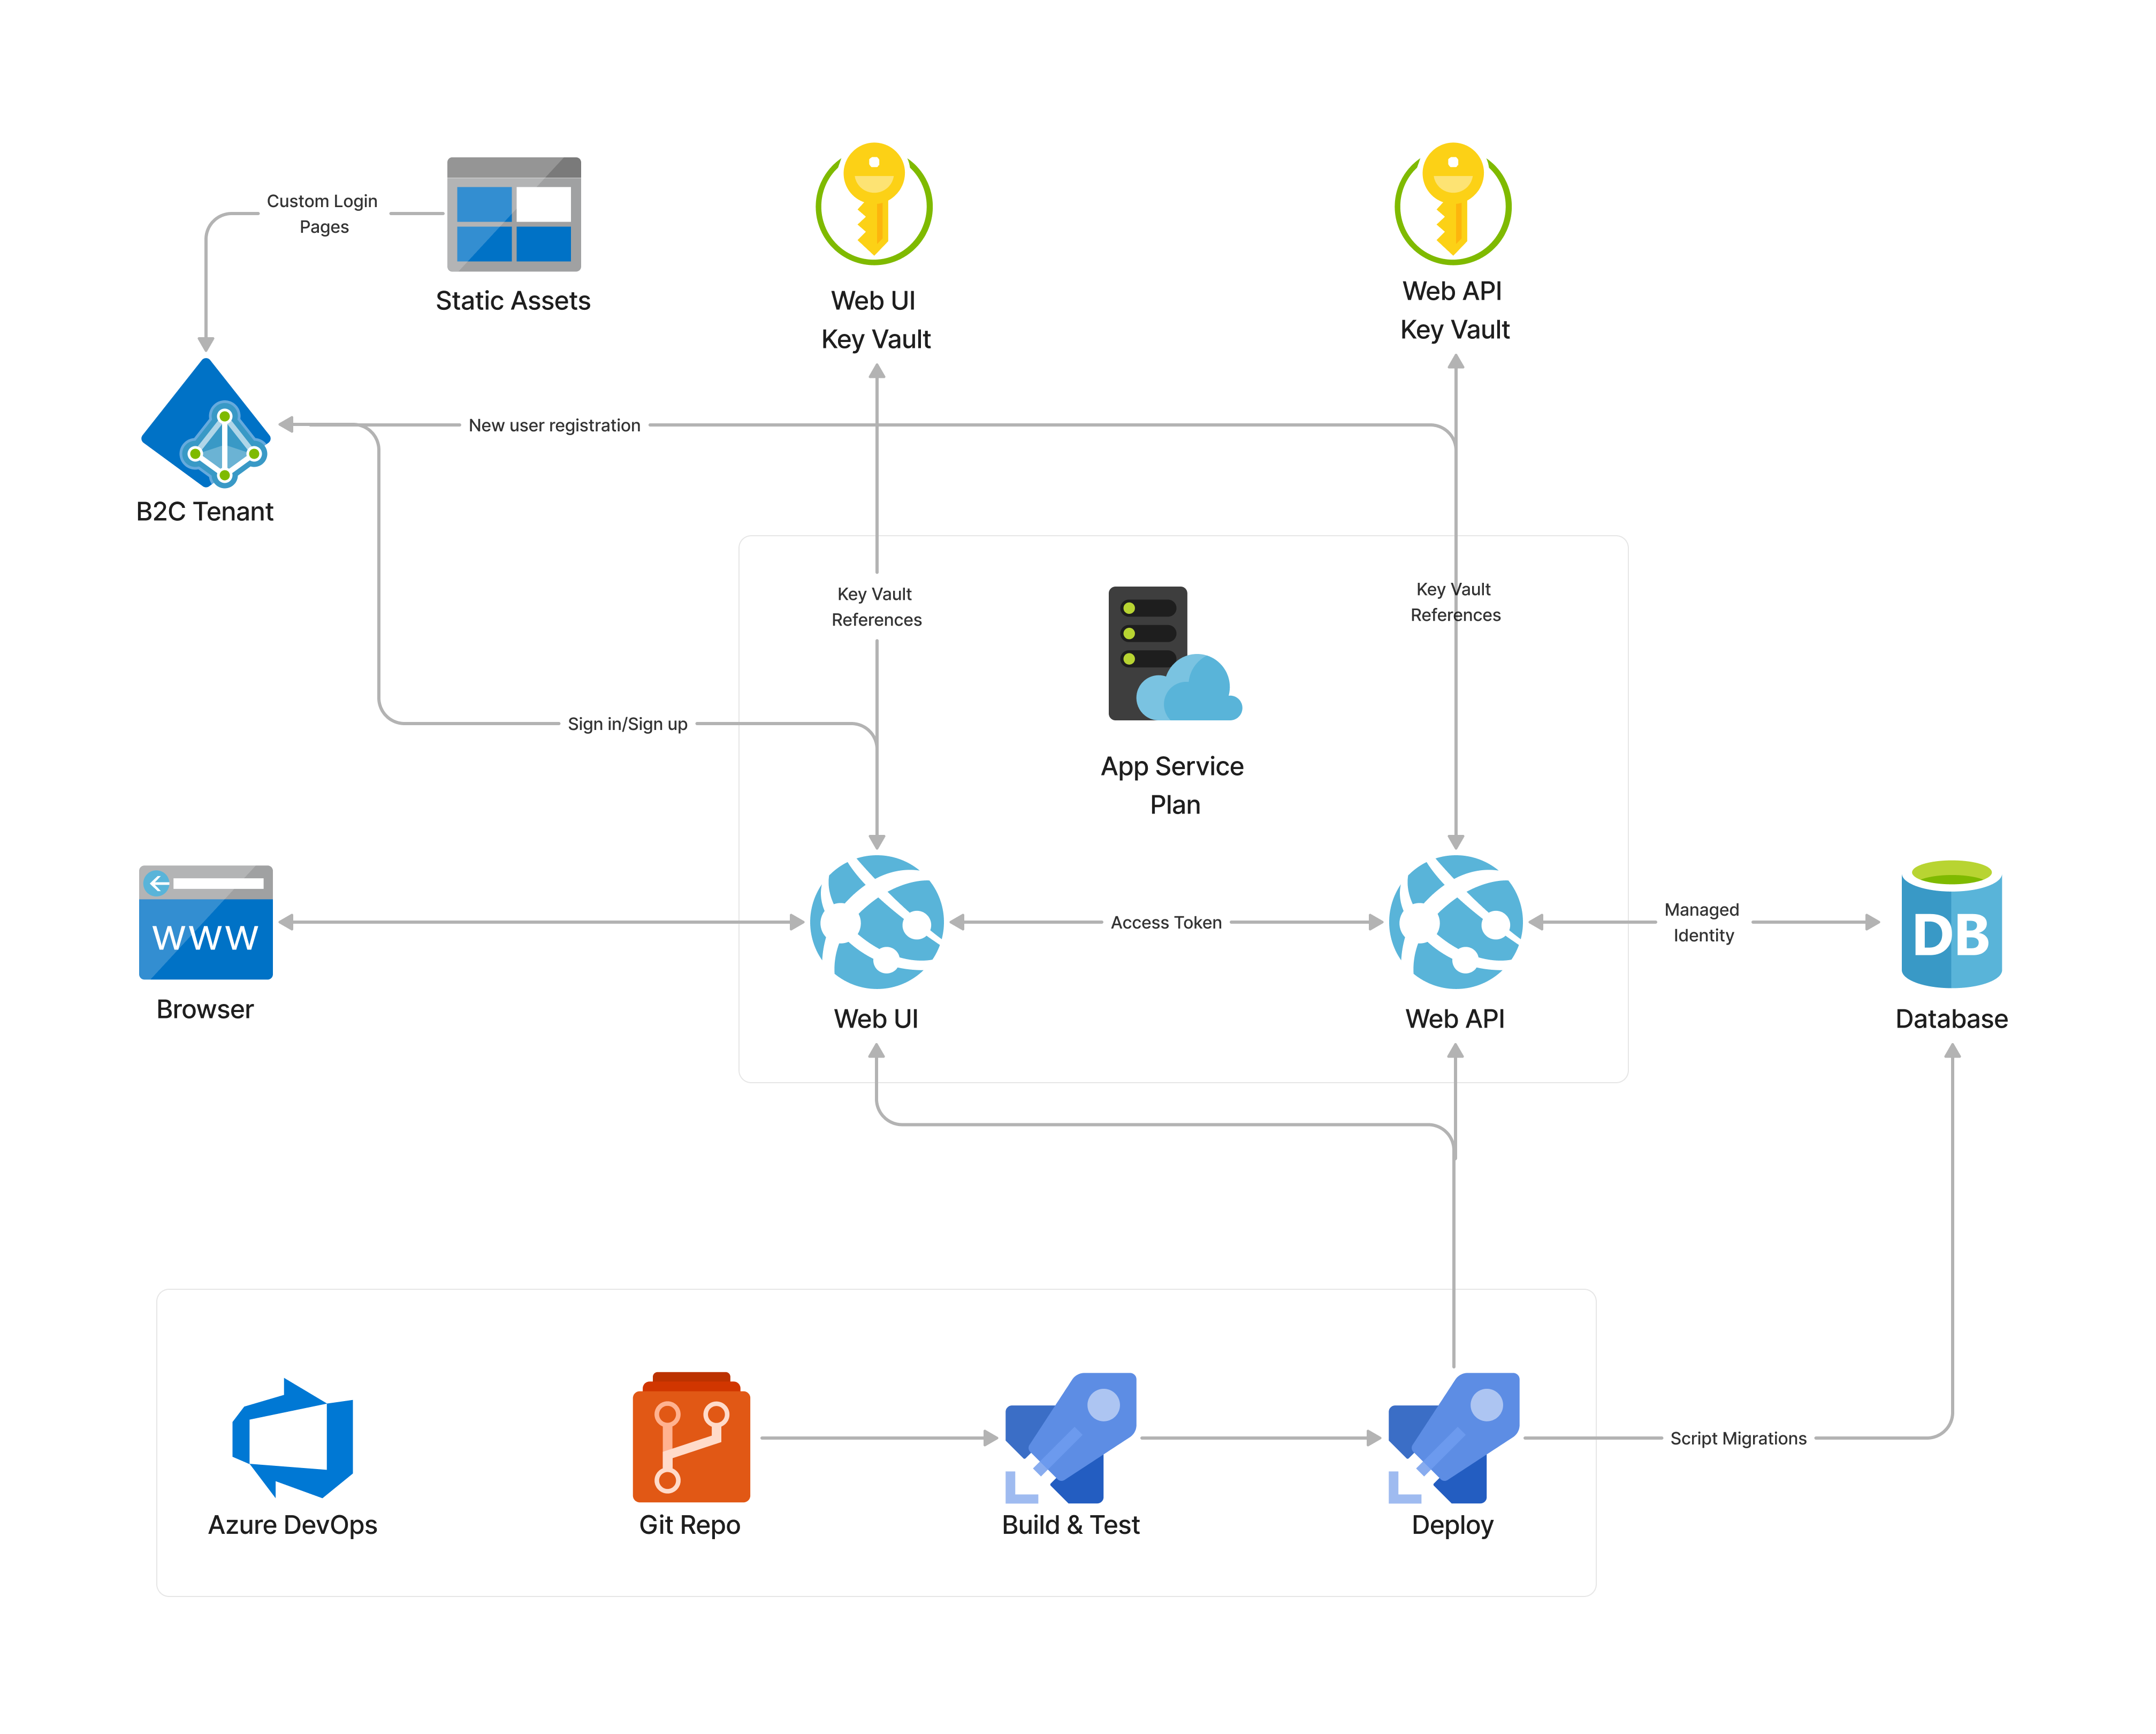 Custom Login
Pages
Static Assets
Web UI
Key Vault
Web API
Key Vault
New user registration
B2C Tenant
Key Vault
References
Key Vault
References
Sign in/Sign up
App Service
Plan
WWW
Browser
Web UI
Access Token
Web API
Managed
Identity
DB
Database
Azure DevOps
Git Repo
Build & Test
Deploy
Script Migrations